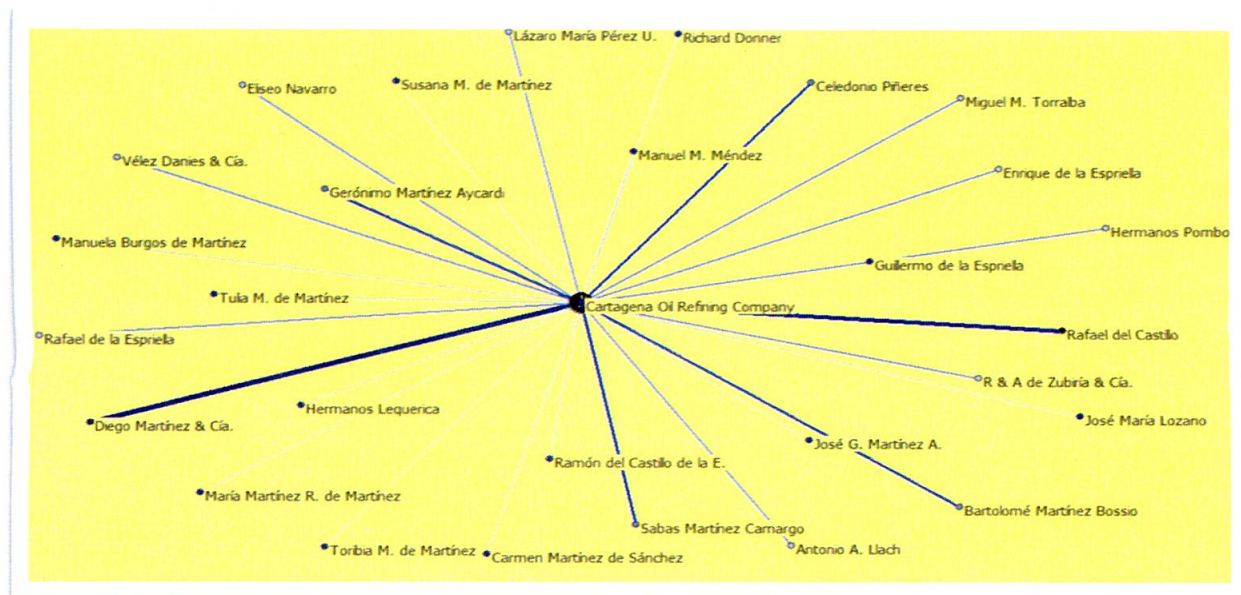 Lázaro María Pérez U.
Richard Donner
Eliseo Navarro
Susana M. de Martínez
Celedonio Piñeres
Miguel M. Torralba
Vélez Danies & Cía.
Manuel M. Méndez
Gerónimo Martínez Aycardi
Enrique de la Espriella
Manuela Burgos de Martínez
Hermanos Pombo
Guillermo de la Espriella
Tulia M. de Martínez
Cartagena Oil Refining Company
Rafael de la Espriella
Rafael del Castillo
R & A de Zubiría & Cía.
Hermanos Lequerica
José María Lozano
Diego Martínez & Cía.
José G. Martínez A.
Ramón del Castillo de la E.
María Martínez R. de Martínez
Bartolomé Martínez Bossio
Sabas Martínez Camargo
Toribia M. de Martínez
Carmen Martínez de Sánchez
Antonio A. Llach